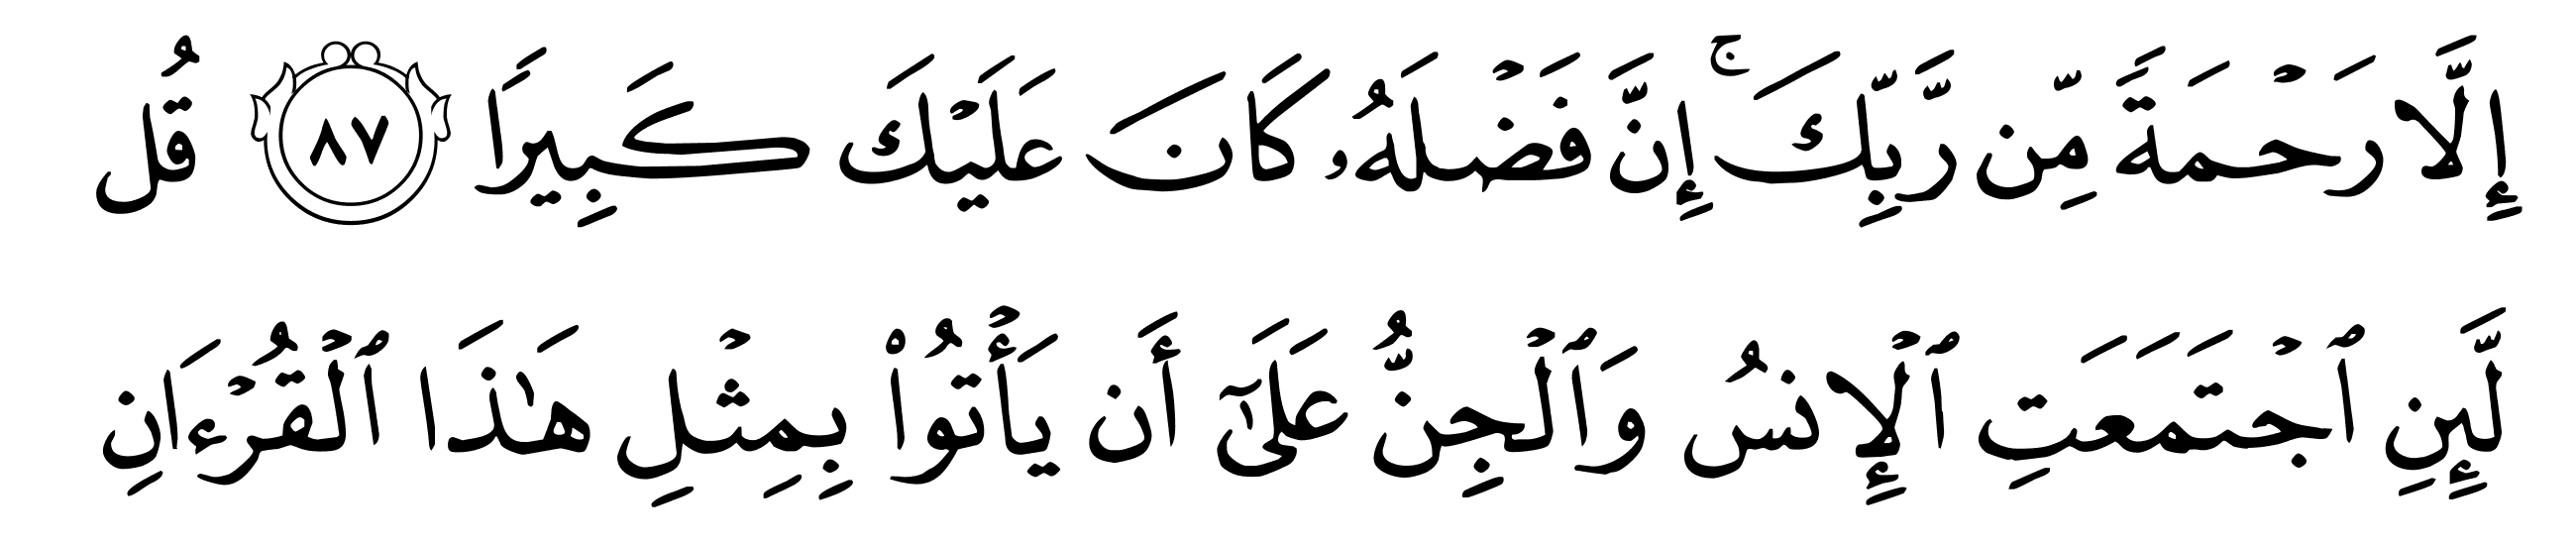 إِلَّا رَحْمَةً مِّن رَّبِّكَ ۚ إِنَّ فَضْلَهُۥ كَانَ عَلَيْكَ كَبِيرًا ٨٧ قُل
لَّئِنِ ٱجْتَمَعَتِ ٱلْإِنسُ وَٱلْجِنُّ عَلَىٰٓ أَن يَأْتُوا۟ بِمِثْلِ هَـٰذَا ٱلْقُرْءَانِ